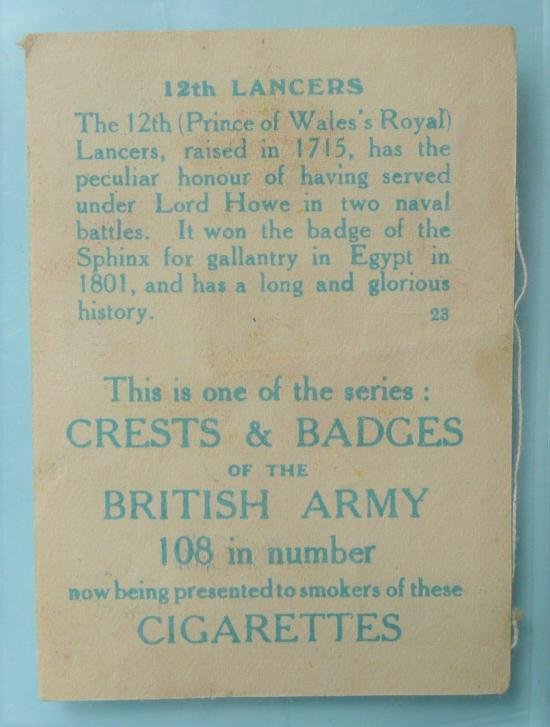 12th LANCERS
The 12th (Prince of Wales's Royal)
Lancers, raised in 1715, has the
peculiar honour of having served
under Lord Howe in two naval
battles. It won the badge of the
Sphinx for gallantry in Egypt in
1801, and has a long and glorious
history. 23
This is one of the series :
CRESTS & BADGES
OF THE
BRITISH ARMY
108 in number
now being presented to smokers of these
CIGARETTES